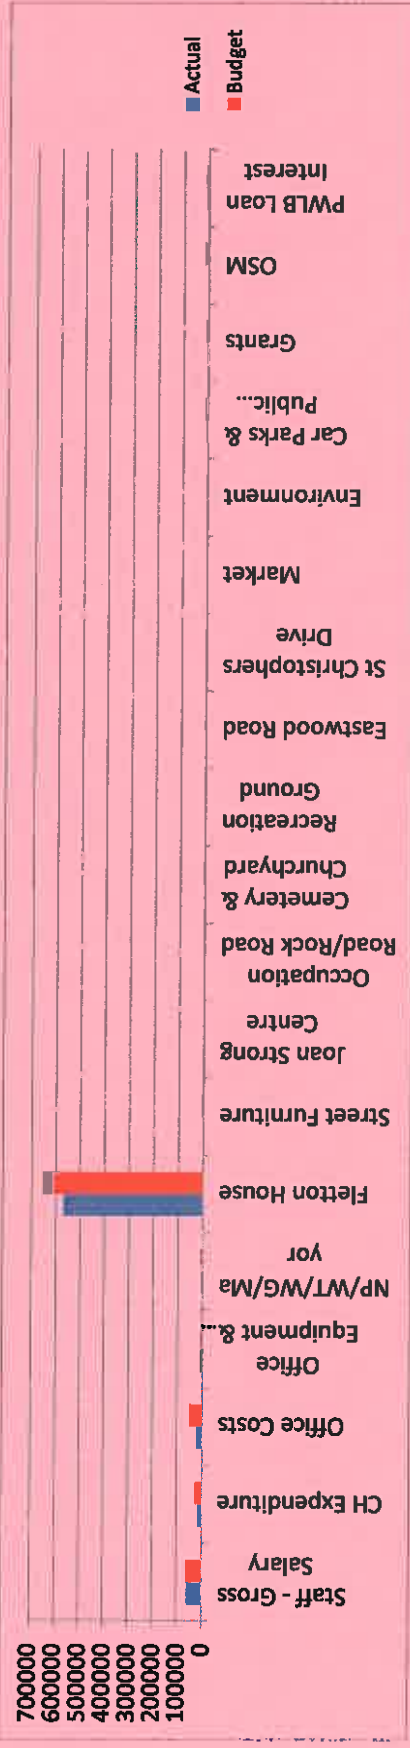 700000
600000
500000
400000
300000
200000
100000
0
Staff - Gross
Salary
CH Expenditure
Office Costs
Office
Equipment &...
NP/WT/WG/Ma
yor
Fletton House
Street Furniture
Joan Strong
Centre
Occupation
Road/Rock Road
Cemetery &
Churchyard
Recreation
Ground
Eastwood Road
St Christophers
Drive
Market
Environment
Car Parks &
Public...
Grants
OSM
PWLB Loan
Interest
Actual
Budget